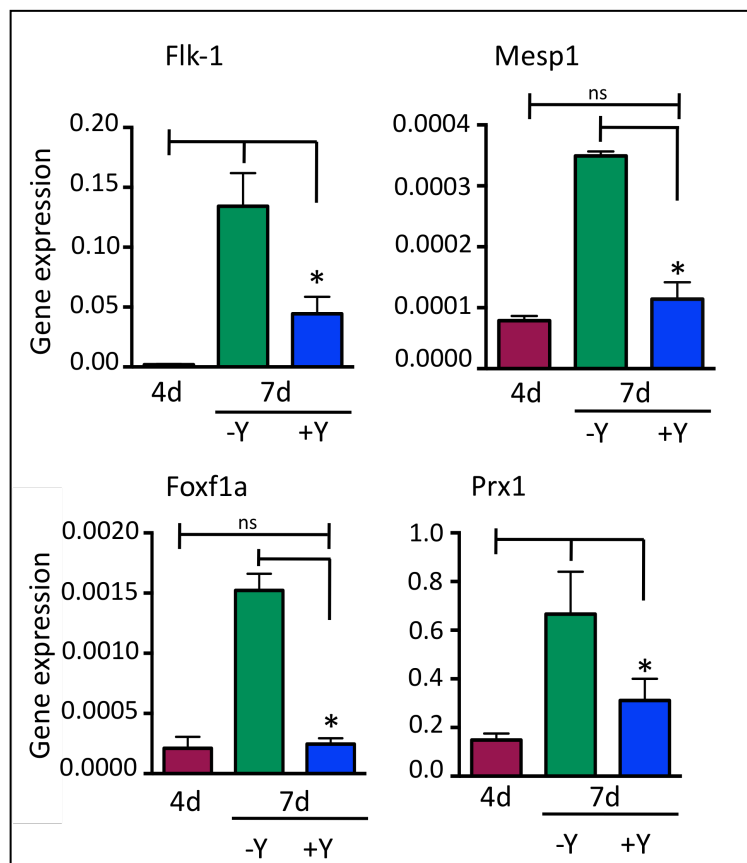 Flk-1
Mesp1
ns
Gene expression
0.20
0.15
0.10
0.05
0.00
*
4d
7d
-Y
+Y
0.0004
0.0003
0.0002
0.0001
0.0000
*
4d
7d
-Y
+Y
Foxf1a
Prx1
ns
Gene expression
0.0020
0.0015
0.0010
0.0005
0.0000
*
4d
7d
-Y
+Y
1.0
0.8
0.6
0.4
0.2
0.0
*
4d
7d
-Y
+Y